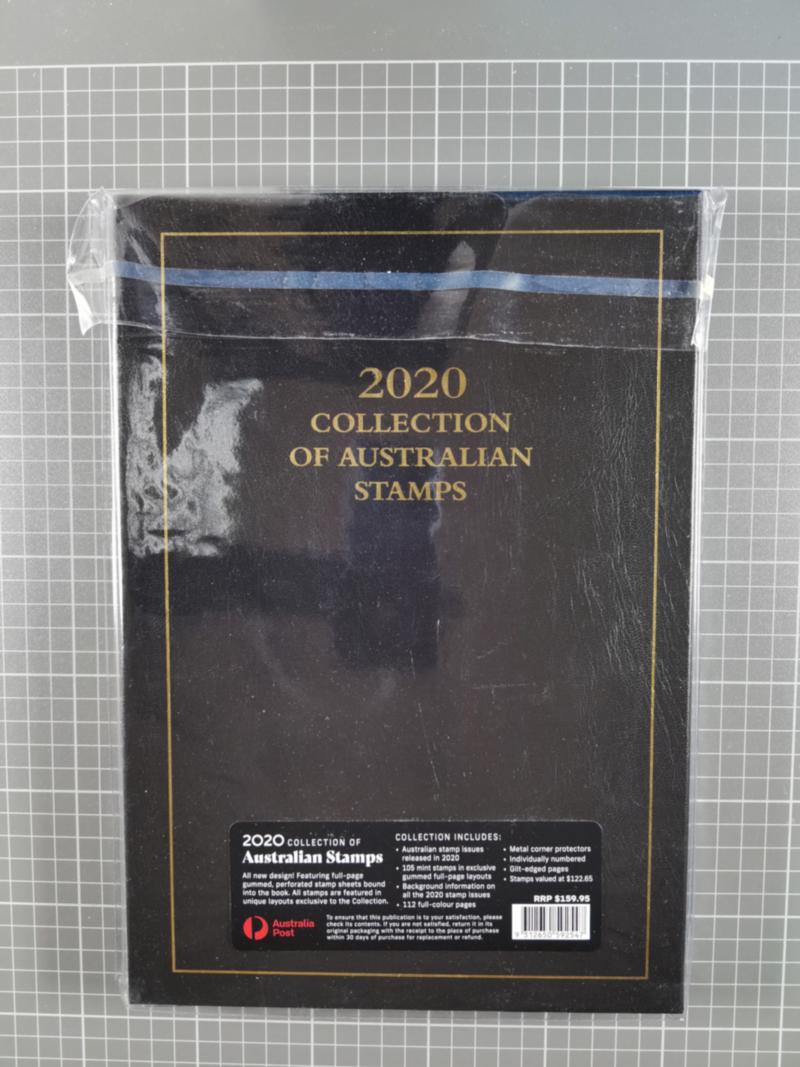 2020
COLLECTION
OF AUSTRALIAN
STAMPS
2020 COLLECTION OF
Australian Stamps
All new design! Featuring full-page
gummed, perforated stamp sheets bound
into the book. All stamps are featured in
unique layouts exclusive to the Collection.
COLLECTION INCLUDES:
• Australian stamp issues
released in 2020
• 105 mint stamps in exclusive
gummed full-page layouts
• Background information on
all the 2020 stamp issues
• 112 full-colour pages
• Metal corner protectors
• Individually numbered
• Gilt-edged pages
• Stamps valued at $122.65
RRP $159.95
Australia
Post
To ensure that this publication is to your satisfaction, please
check its contents. If you are not satisfied, return it in its
original packaging with the receipt to the place of purchase
within 30 days of purchase for replacement or refund.
9 312650 592547